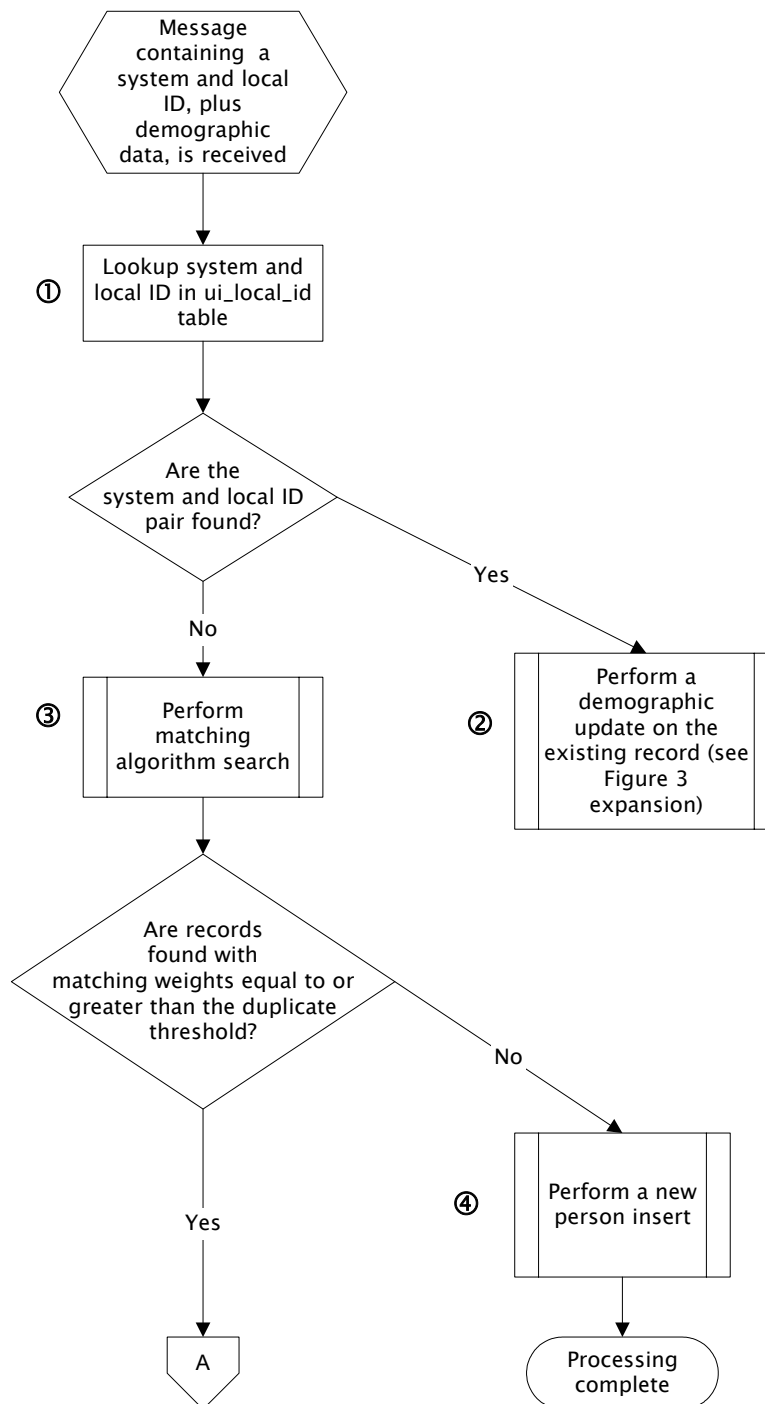 Message
containing a
system and local
ID, plus
demographic
data, is received
①
Lookup system and
local ID in ui_local_id
table
Are the
system and local ID
pair found?
Yes
No
③
Perform
matching
algorithm search
②
Perform a
demographic
update on the
existing record (see
Figure 3
expansion)
Are records
found with
matching weights equal to or
greater than the duplicate
threshold?
No
Yes
④
Perform a new
person insert
A
Processing
complete